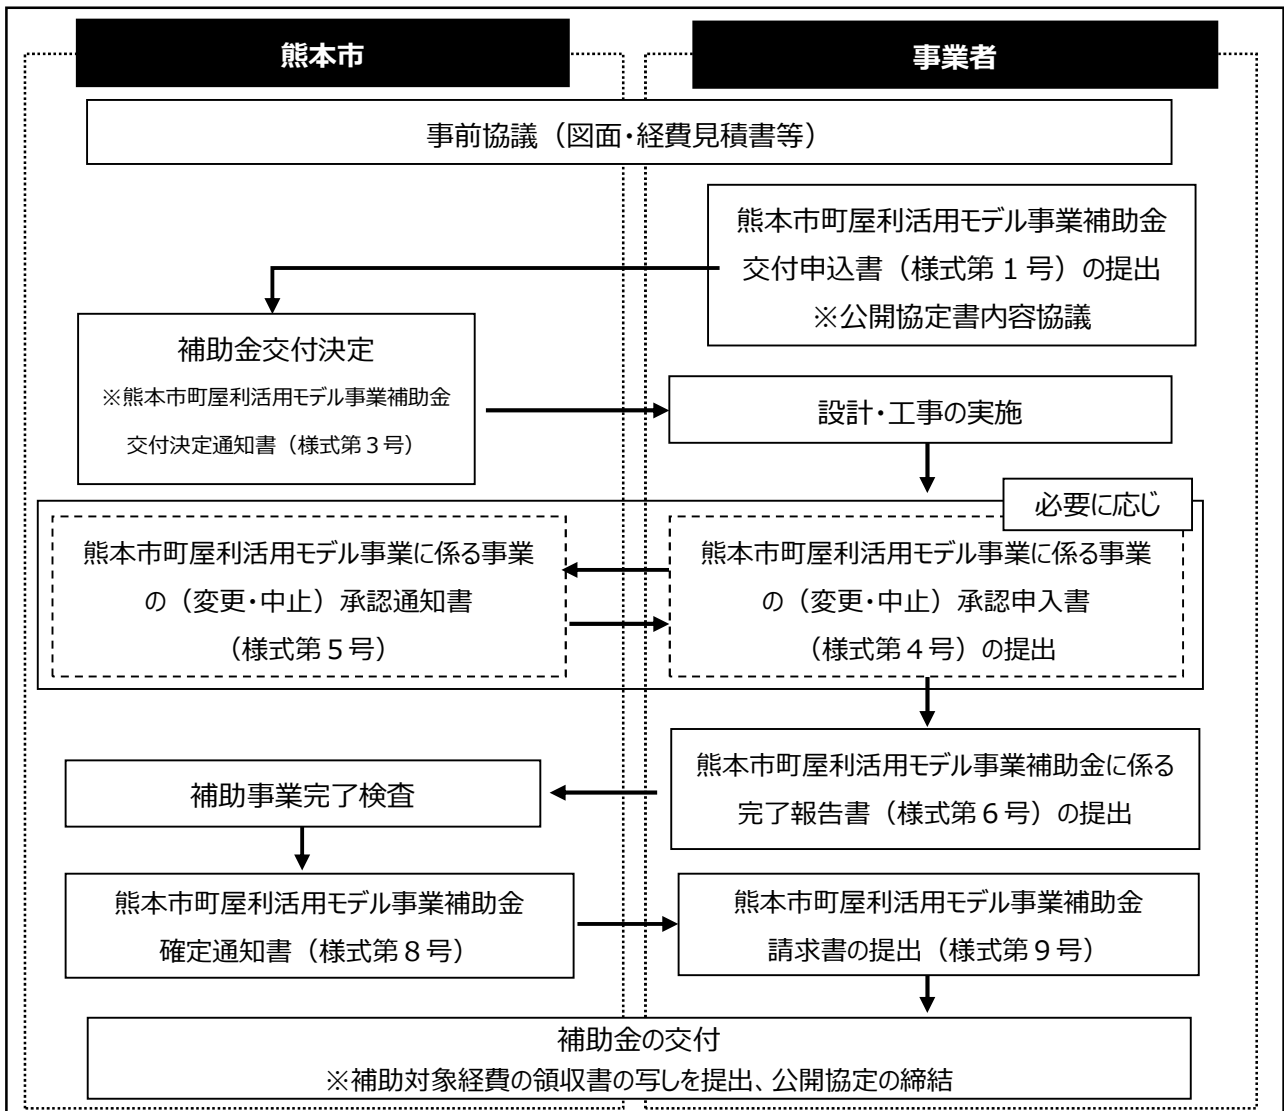 熊本市
事業者
事前協議（図面・経費見積書等）
熊本市町屋利活用モデル事業補助金
交付申込書（様式第１号）の提出
※公開協定書内容協議
補助金交付決定
※熊本市町屋利活用モデル事業補助金
交付決定通知書（様式第３号）
設計・工事の実施
必要に応じ
熊本市町屋利活用モデル事業に係る事業
の（変更・中止）承認通知書
（様式第５号）
熊本市町屋利活用モデル事業に係る事業
の（変更・中止）承認申込書
（様式第４号）の提出
熊本市町屋利活用モデル事業補助金に係る
完了報告書（様式第６号）の提出
補助事業完了検査
熊本市町屋利活用モデル事業補助金
確定通知書（様式第８号）
熊本市町屋利活用モデル事業補助金
請求書の提出（様式第９号）
補助金の交付
※補助対象経費の領収書の写しを提出、公開協定の締結